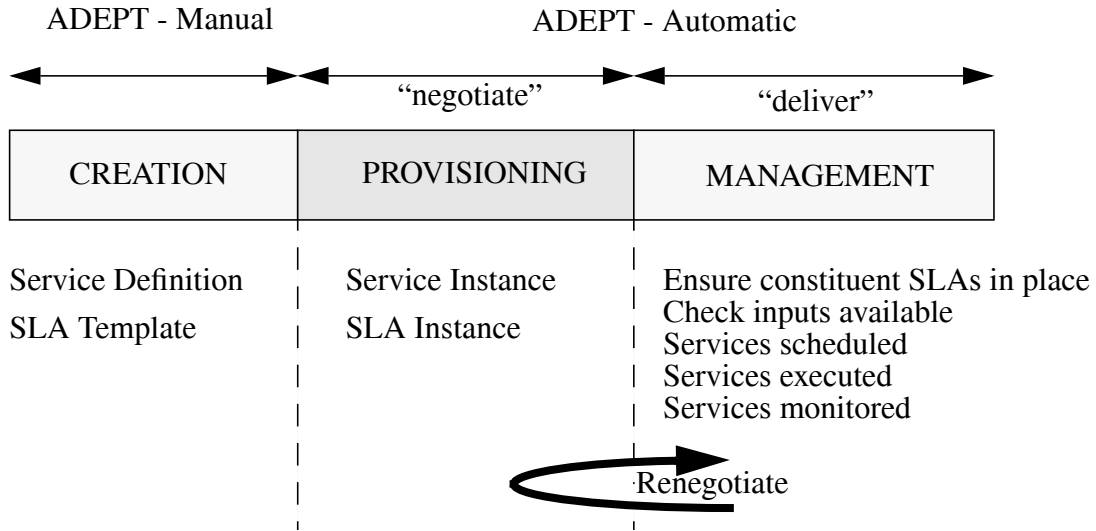 ADEPT - Manual
ADEPT - Automatic
“negotiate”
“deliver”
CREATION
PROVISIONING
MANAGEMENT
Service Definition
SLA Template
Service Instance
SLA Instance
Ensure constituent SLAs in place
Check inputs available
Services scheduled
Services executed
Services monitored
Renegotiate